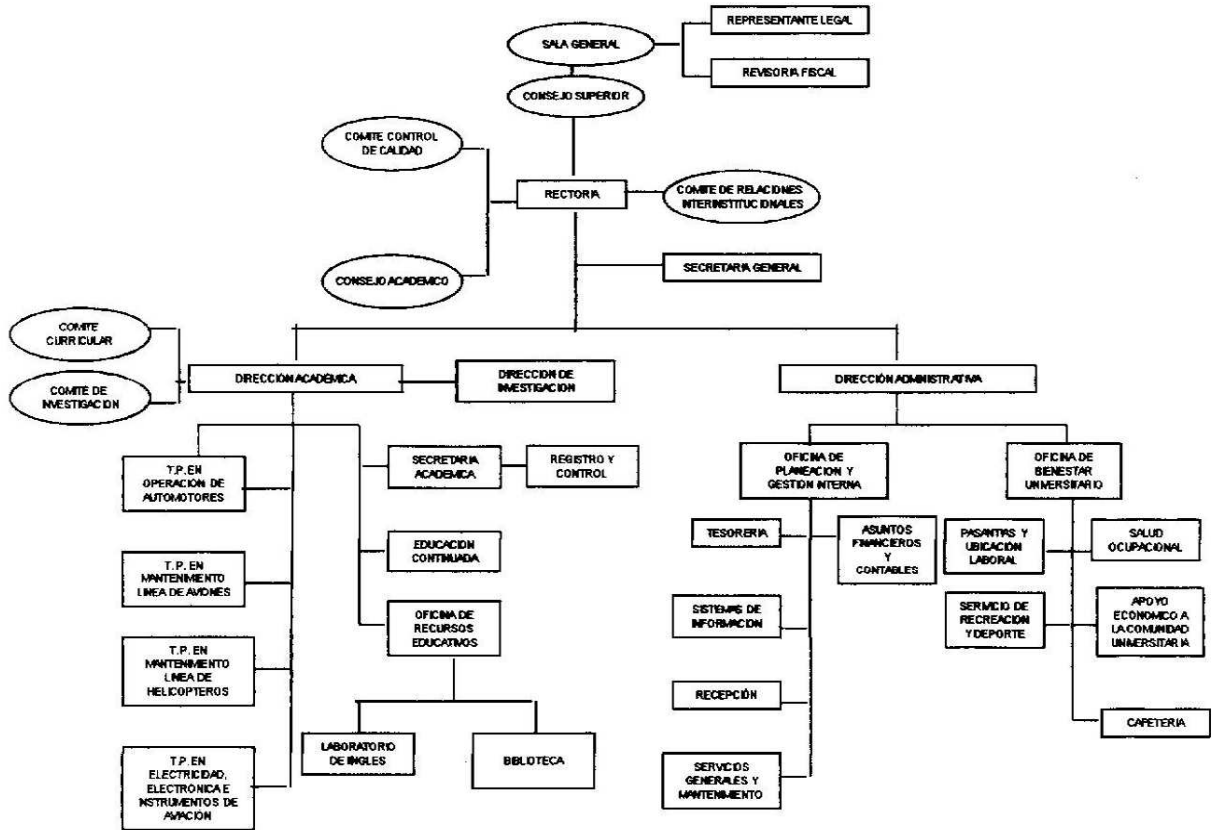 REPRESENTANTE LEGAL
SALA GENERAL
REVISORIA FISCAL
CONSEJO SUPERIOR
COMITE CONTROL
DE CALIDAD
RECTORIA
COMITE DE RELACIONES
INTERINSTITUCIONALES
SECRETARIA GENERAL
CONSEJO ACADEMICO
COMITE
CURRICULAR
COMITE DE
INVESTIGACION
DIRECCIÓN ACADÉMICA
DIRECCION DE
INVESTIGACION
DIRECCIÓN ADMINISTRATIVA
T.P. EN
OPERACIÓN DE
AUTOMOTORES
SECRETARIA
ACADEMICA
REGISTRO Y
CONTROL
OFICINA DE
PLANEACION Y
GESTION INTERNA
OFICINA DE
BIENESTAR
UNIVERSITARIO
TESORERIA
ASUNTOS
FINANCIEROS
Y
CONTABLES
PASANTIAS Y
UBICACIÓN
LABORAL
SALUD
OCUPACIONAL
EDUCACION
CONTINUADA
T.P. EN
MANTENIMIENTO
LINEA DE AVIONES
OFICINA DE
RECURSOS
EDUCATIVOS
SISTEMAS DE
INFORMACION
SERVICIO DE
RECREACION
Y DEPORTE
APOYO
ECONOMICO A
LA COMUNIDAD
UNIVERSITARIA
T.P. EN
MANTENIMIENTO
LINEA DE
HELICOPTEROS
RECEPCIÓN
CAFETERIA
LABORATORIO
DE INGLES
BIBLIOTECA
SERVICIOS
GENERALES Y
MANTENIMIENTO
T.P. EN
ELECTRICIDAD,
ELECTRONICA E
INSTRUMENTOS DE
AVIACIÓN